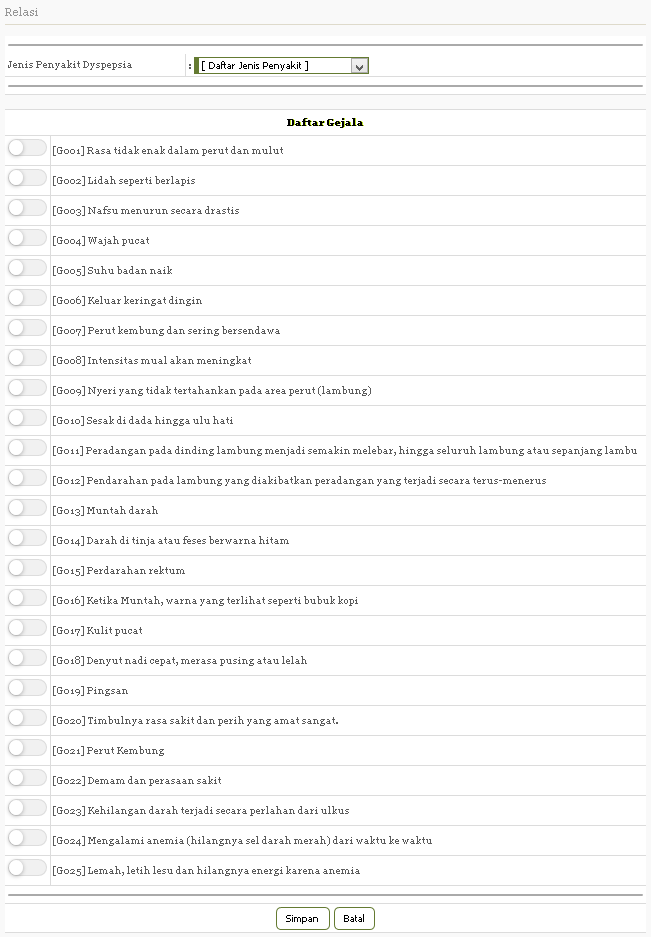 Relasi
Jenis Penyakit Dyspepsia : [ Daftar Jenis Penyakit ]
Daftar Gejala
[G001] Rasa tidak enak dalam perut dan mulut
[G002] Lidah seperti berlapis
[G003] Nafsu menurun secara drastis
[G004] Wajah pucat
[G005] Suhu badan naik
[G006] Keluar keringat dingin
[G007] Perut kembung dan sering bersendawa
[G008] Intensitas mual akan meningkat
[G009] Nyeri yang tidak tertahankan pada area perut (lambung)
[G010] Sesak di dada hingga ulu hati
[G011] Peradangan pada dinding lambung menjadi semakin melebar, hingga seluruh lambung atau sepanjang lambu
[G012] Pendarahan pada lambung yang diakibatkan peradangan yang terjadi secara terus-menerus
[G013] Muntah darah
[G014] Darah di tinja atau feses berwarna hitam
[G015] Perdarahan rektum
[G016] Ketika Muntah, warna yang terlihat seperti bubuk kopi
[G017] Kulit pucat
[G018] Denyut nadi cepat, merasa pusing atau lelah
[G019] Pingsan
[G020] Timbulnya rasa sakit dan perih yang amat sangat.
[G021] Perut Kembung
[G022] Demam dan perasaan sakit
[G023] Kehilangan darah terjadi secara perlahan dari ulkus
[G024] Mengalami anemia (hilangnya sel darah merah) dari waktu ke waktu
[G025] Lemah, letih lesu dan hilangnya energi karena anemia
Simpan Batal